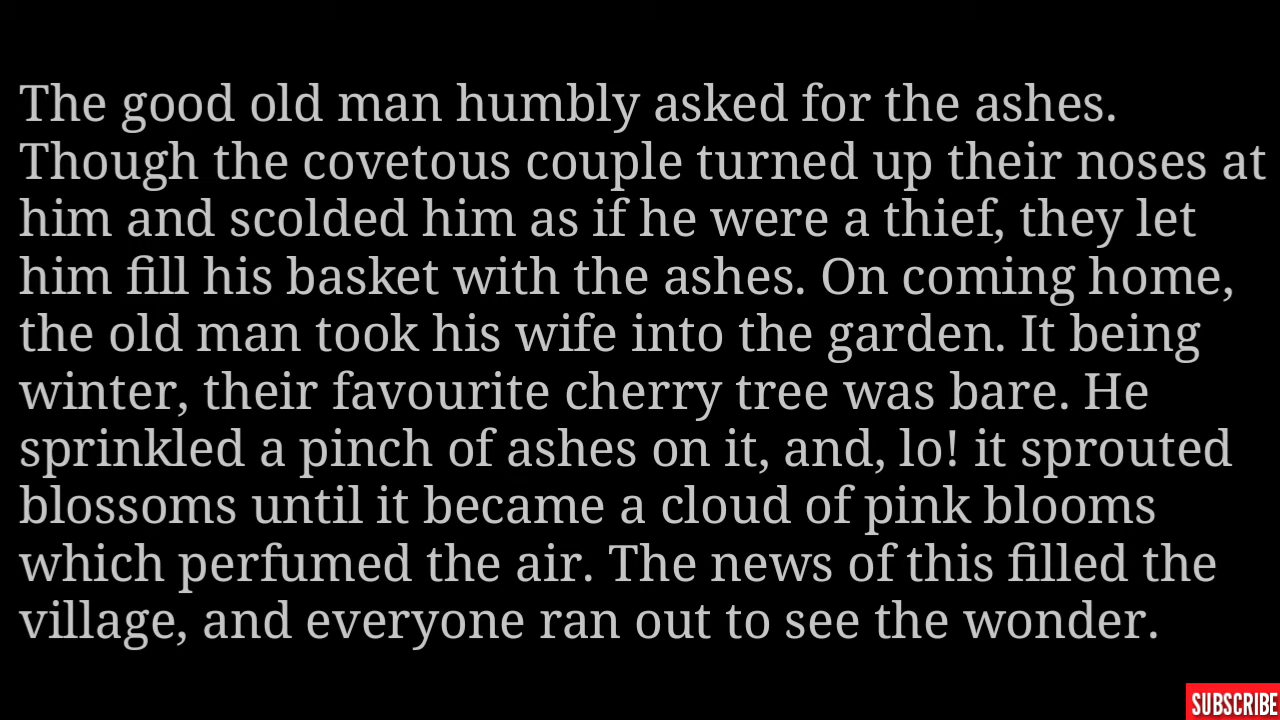 The good old man humbly asked for the ashes.
Though the covetous couple turned up their noses at
him and scolded him as if he were a thief, they let
him fill his basket with the ashes. On coming home,
the old man took his wife into the garden. It being
winter, their favourite cherry tree was bare. He
sprinkled a pinch of ashes on it, and, lo! it sprouted
blossoms until it became a cloud of pink blooms
which perfumed the air. The news of this filled the
village, and everyone ran out to see the wonder.
SUBSCRIBE